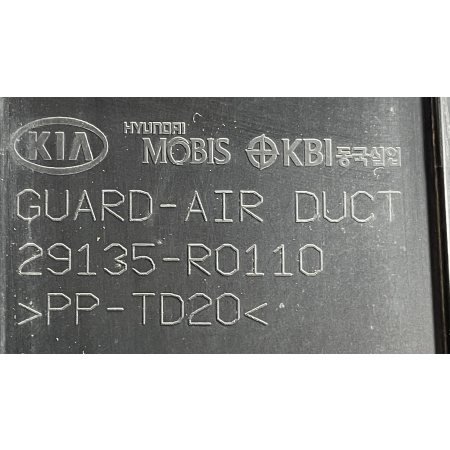 KIA HYUNDAI MOBIS KBI 동국실업
GUARD-AIR DUCT
29135-R0110
>PP-TD20<